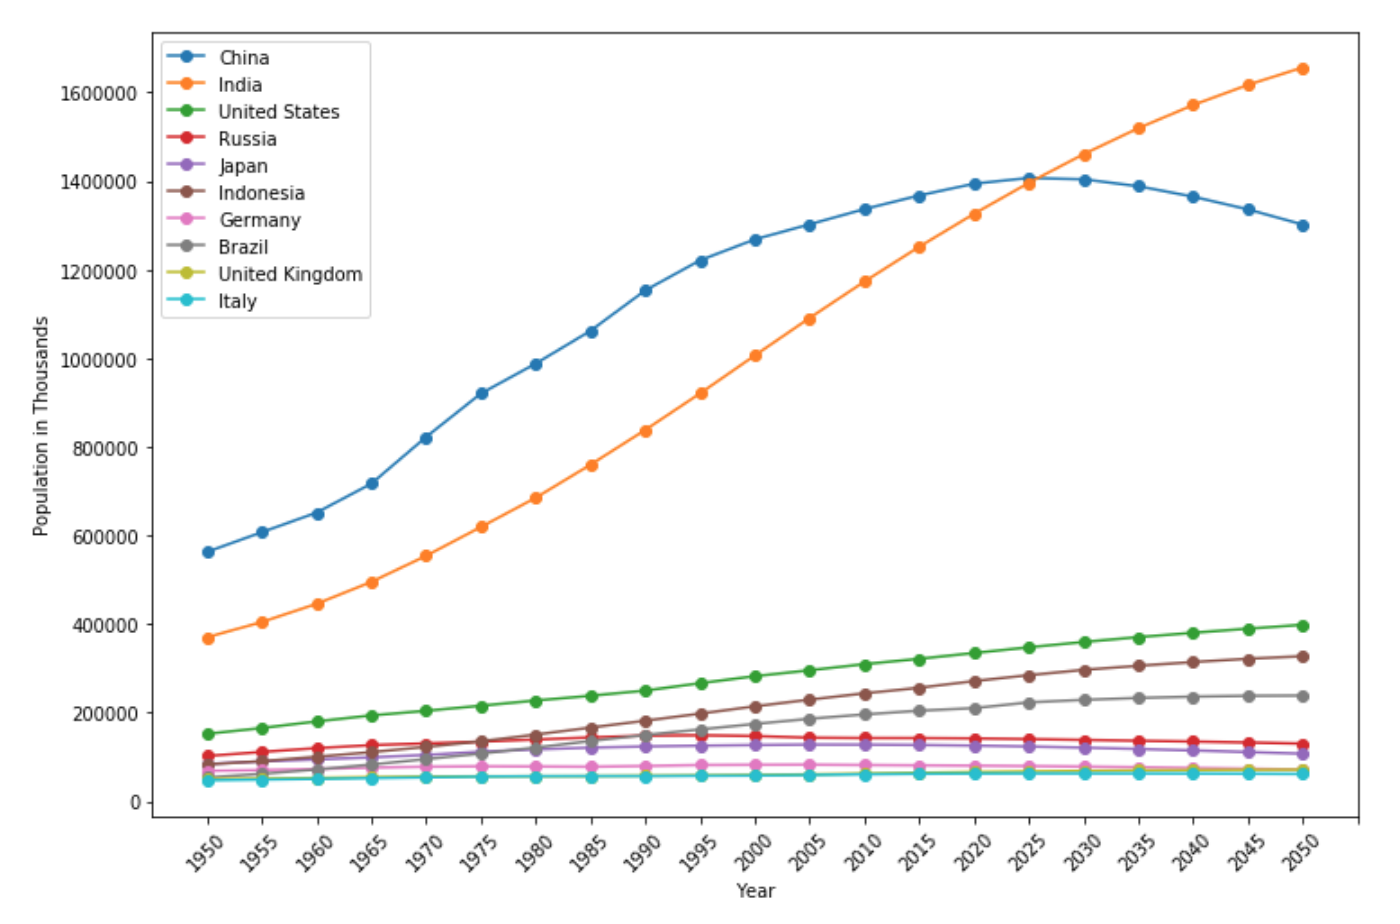 China
India
United States
Russia
Japan
Indonesia
Germany
Brazil
United Kingdom
Italy
1600000
1400000
1200000
1000000
800000
600000
400000
200000
0
Population in Thousands
1950 1955 1960 1965 1970 1975 1980 1985 1990 1995 2000 2005 2010 2015 2020 2025 2030 2035 2040 2045 2050
Year